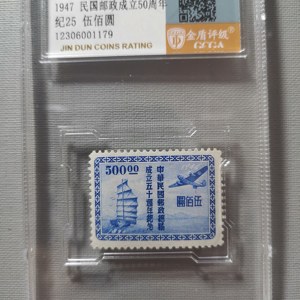 1947 民国邮政成立50周年
纪25 伍佰圆
12306001179
JIN DUN COINS RATING
金盾评级
500.00
中華民國郵政總局
成立五十週年紀念
伍佰圓